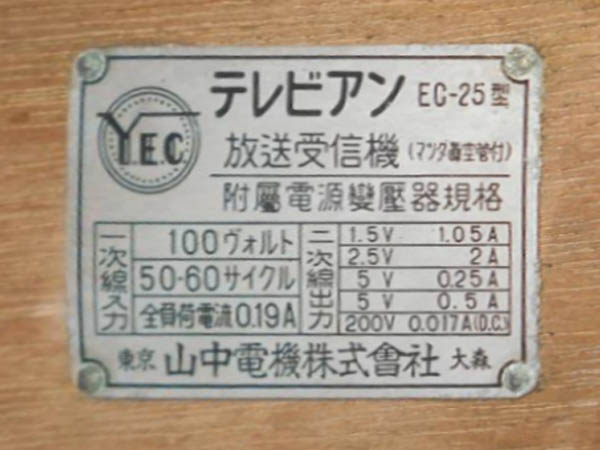 Y.E.C.
テレビアン EC-25型
放送受信機 (マツダ眞空管付)
附屬電源變壓器規格
一次線入力
100ヴォルト
50-60サイクル
全負荷電流0.19A
二次線出力
1.5V 1.05A
2.5V 2A
5V 0.25A
5V 0.5A
200V 0.017A(D.C.)
東京 山中電機株式會社 大森